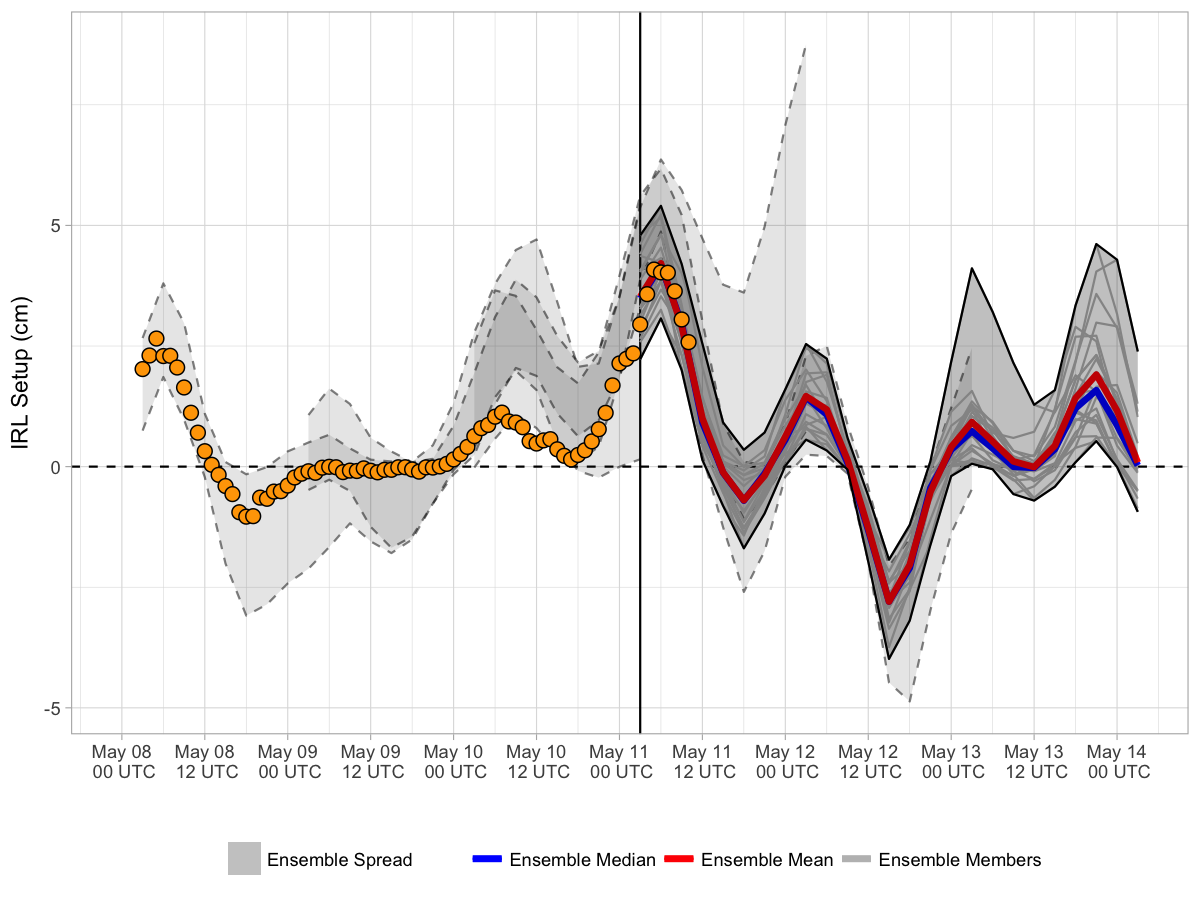 IRL Setup (cm)
5
0
-5
May 08 May 08 May 09 May 09 May 10 May 10 May 11 May 11 May 12 May 12 May 13 May 13 May 14
00 UTC 12 UTC 00 UTC 12 UTC 00 UTC 12 UTC 00 UTC 12 UTC 00 UTC 12 UTC 00 UTC 12 UTC 00 UTC
Ensemble Spread Ensemble Median Ensemble Mean Ensemble Members